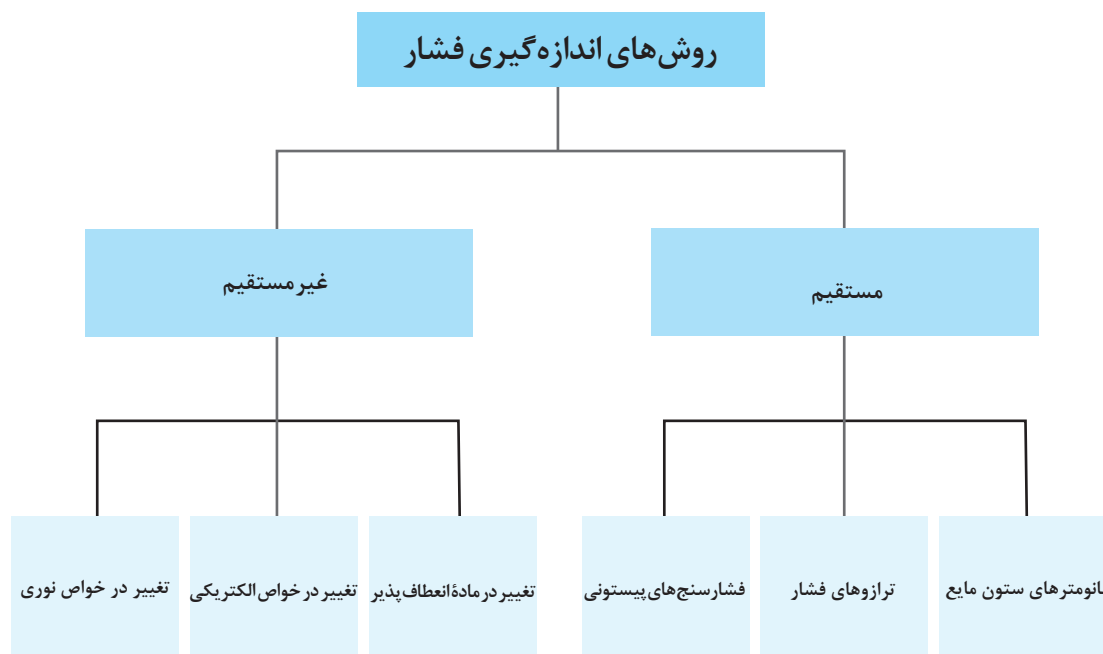 روش‌های اندازه‌گیری فشار
مستقیم
غیر مستقیم
مانومترهای ستون مایع
ترازوهای فشار
فشارسنج‌های پیستونی
تغییر در مادهٔ انعطاف‌پذیر
تغییر در خواص الکتریکی
تغییر در خواص نوری